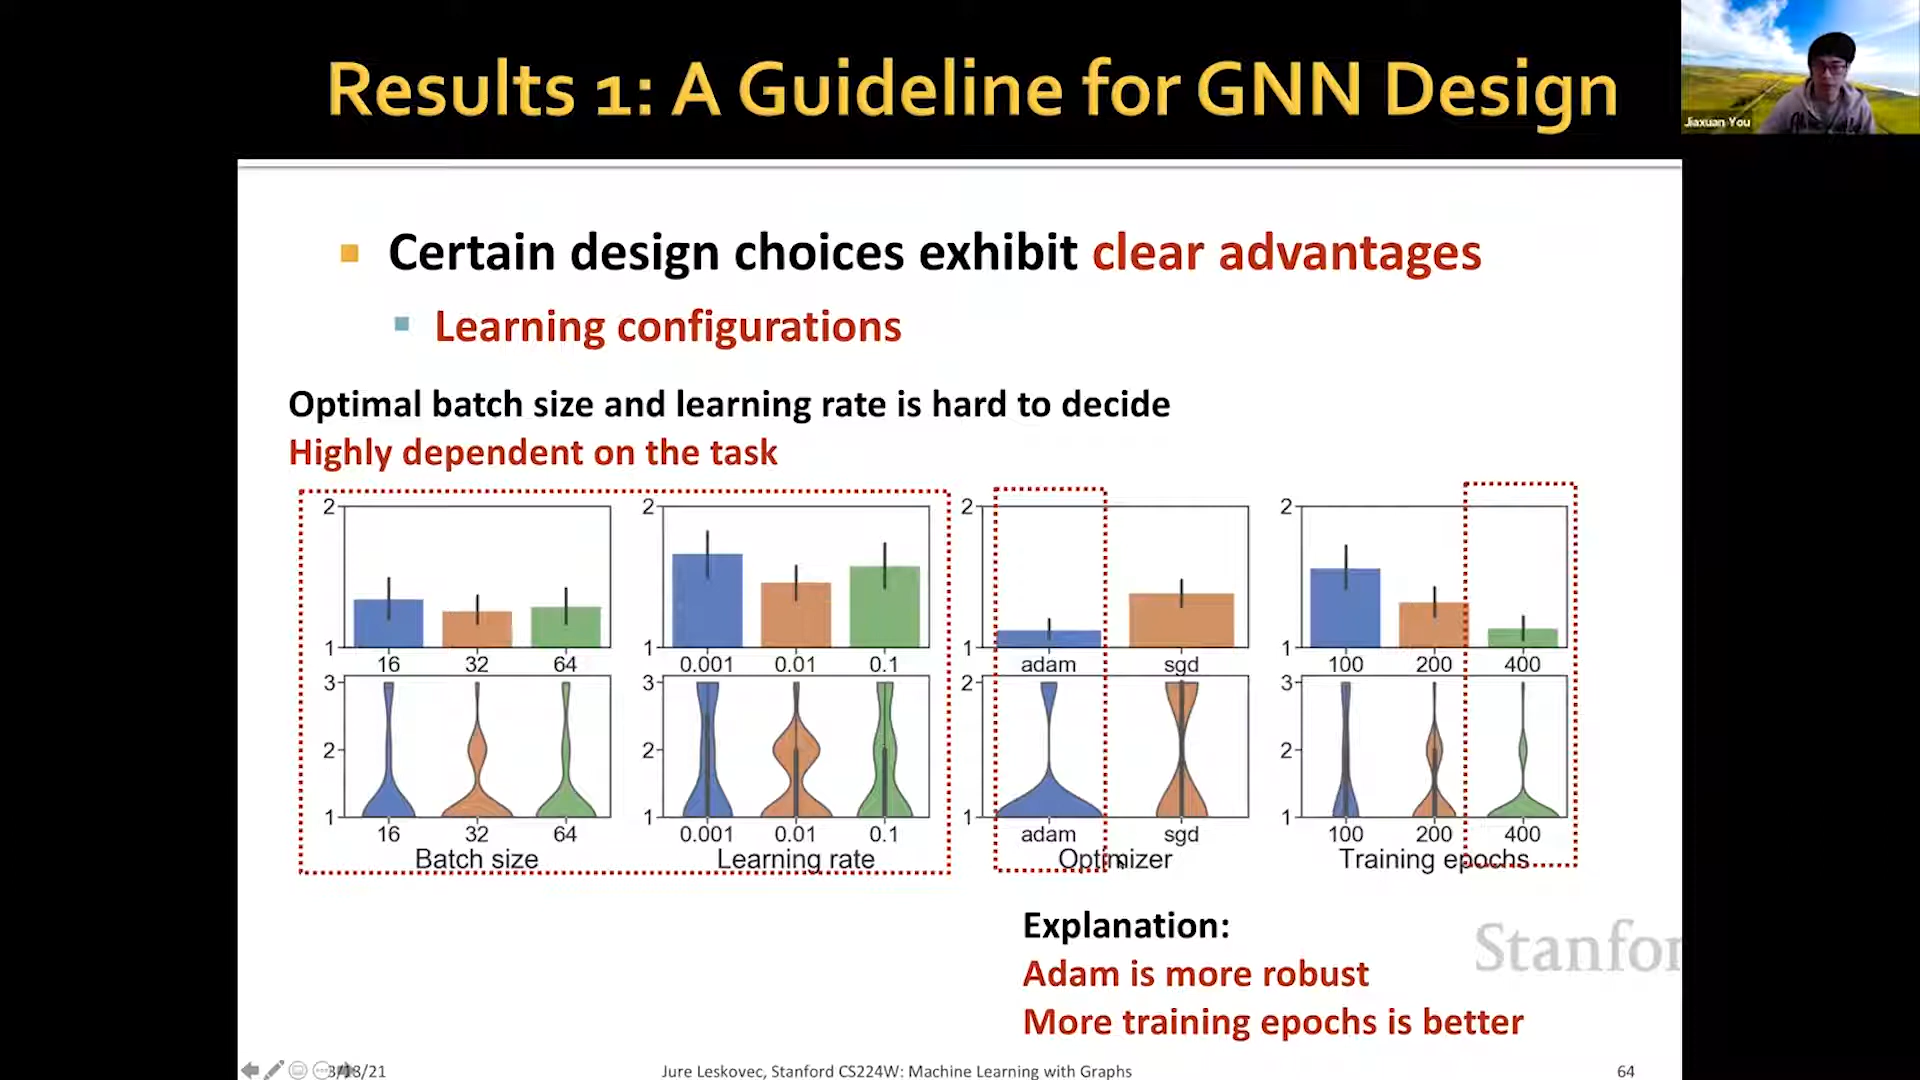 Results 1: A Guideline for GNN Design
Jiaxuan You
Certain design choices exhibit clear advantages
Learning configurations
Optimal batch size and learning rate is hard to decide
Highly dependent on the task
2 2 2 2
1 1 1 1
16 32 64 0.001 0.01 0.1 adam sgd 100 200 400
3 3 2 3
2 2 2
1 1 1 1
16 32 64 0.001 0.01 0.1 adam sgd 100 200 400
Batch size Learning rate Optimizer Training epochs
Explanation:
Adam is more robust
More training epochs is better
Jure Leskovec, Stanford CS224W: Machine Learning with Graphs
64